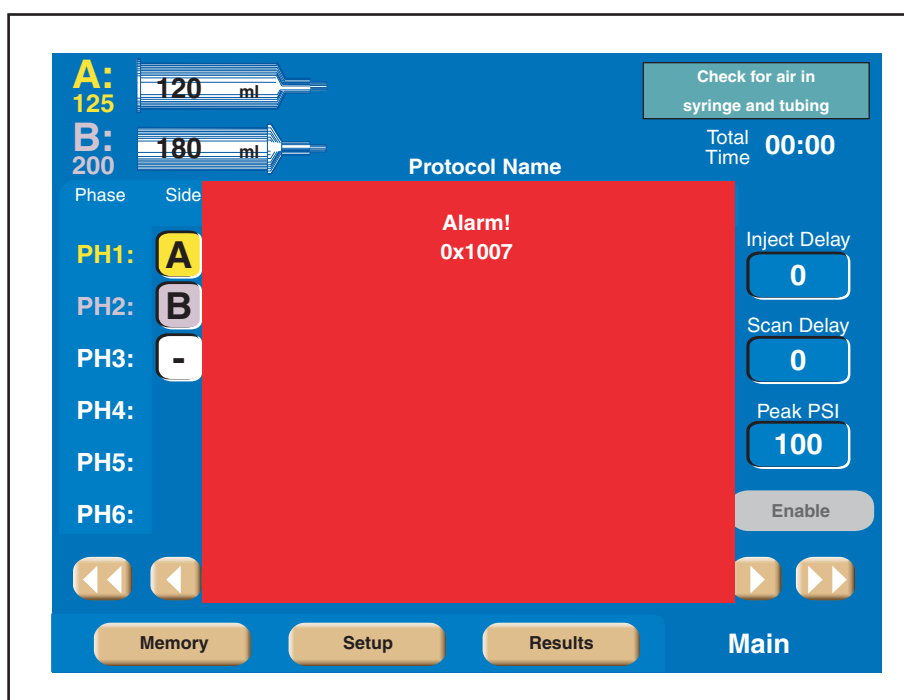 A:
125
120 ml
Check for air in
syringe and tubing
B:
200
180 ml
Total
Time
00:00
Protocol Name
Phase Side
Alarm!
0x1007
PH1: A
PH2: B
PH3: -
PH4:
PH5:
PH6:
Inject Delay
0
Scan Delay
0
Peak PSI
100
Enable
Memory
Setup
Results
Main